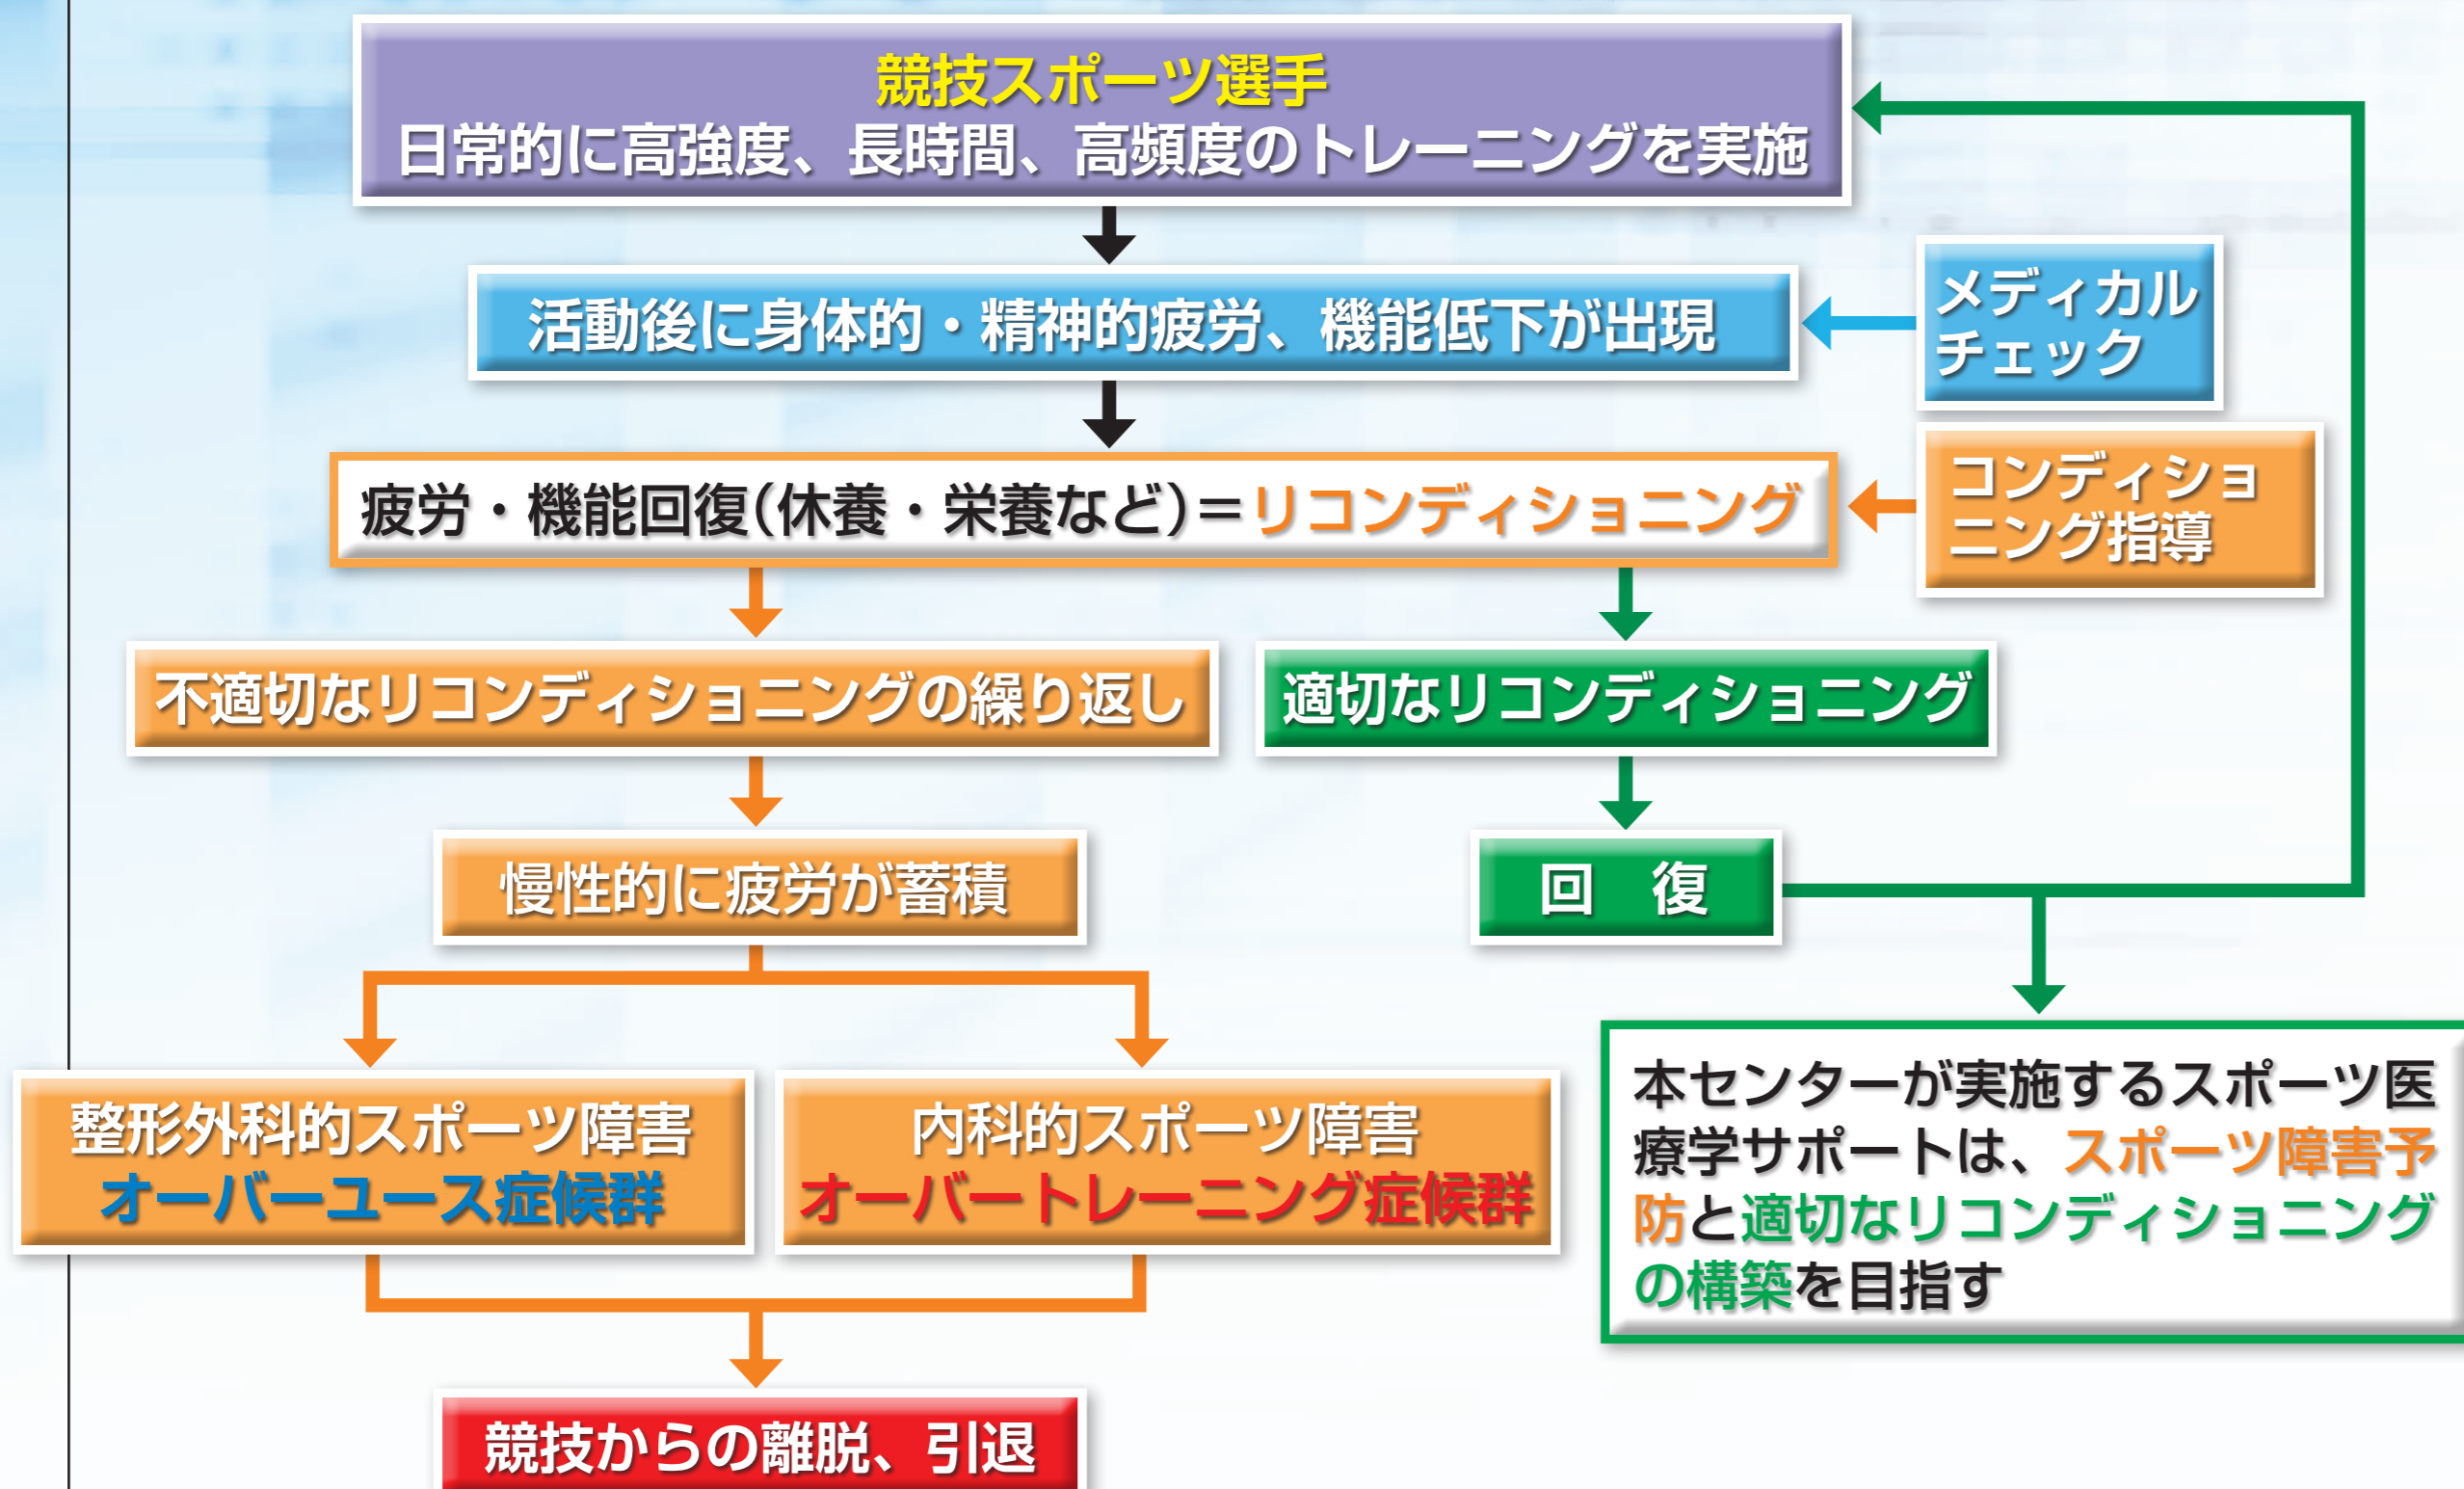 競技スポーツ選手
日常的に高強度、長時間、高頻度のトレーニングを実施
活動後に身体的・精神的疲労、機能低下が出現
メディカル
チェック
疲労・機能回復(休養・栄養など)=リコンディショニング
コンディショ
ニング指導
不適切なリコンディショニングの繰り返し
適切なリコンディショニング
慢性的に疲労が蓄積
回　復
整形外科的スポーツ障害
オーバーユース症候群
内科的スポーツ障害
オーバートレーニング症候群
本センターが実施するスポーツ医
療学サポートは、スポーツ障害予
防と適切なリコンディショニング
の構築を目指す
競技からの離脱、引退